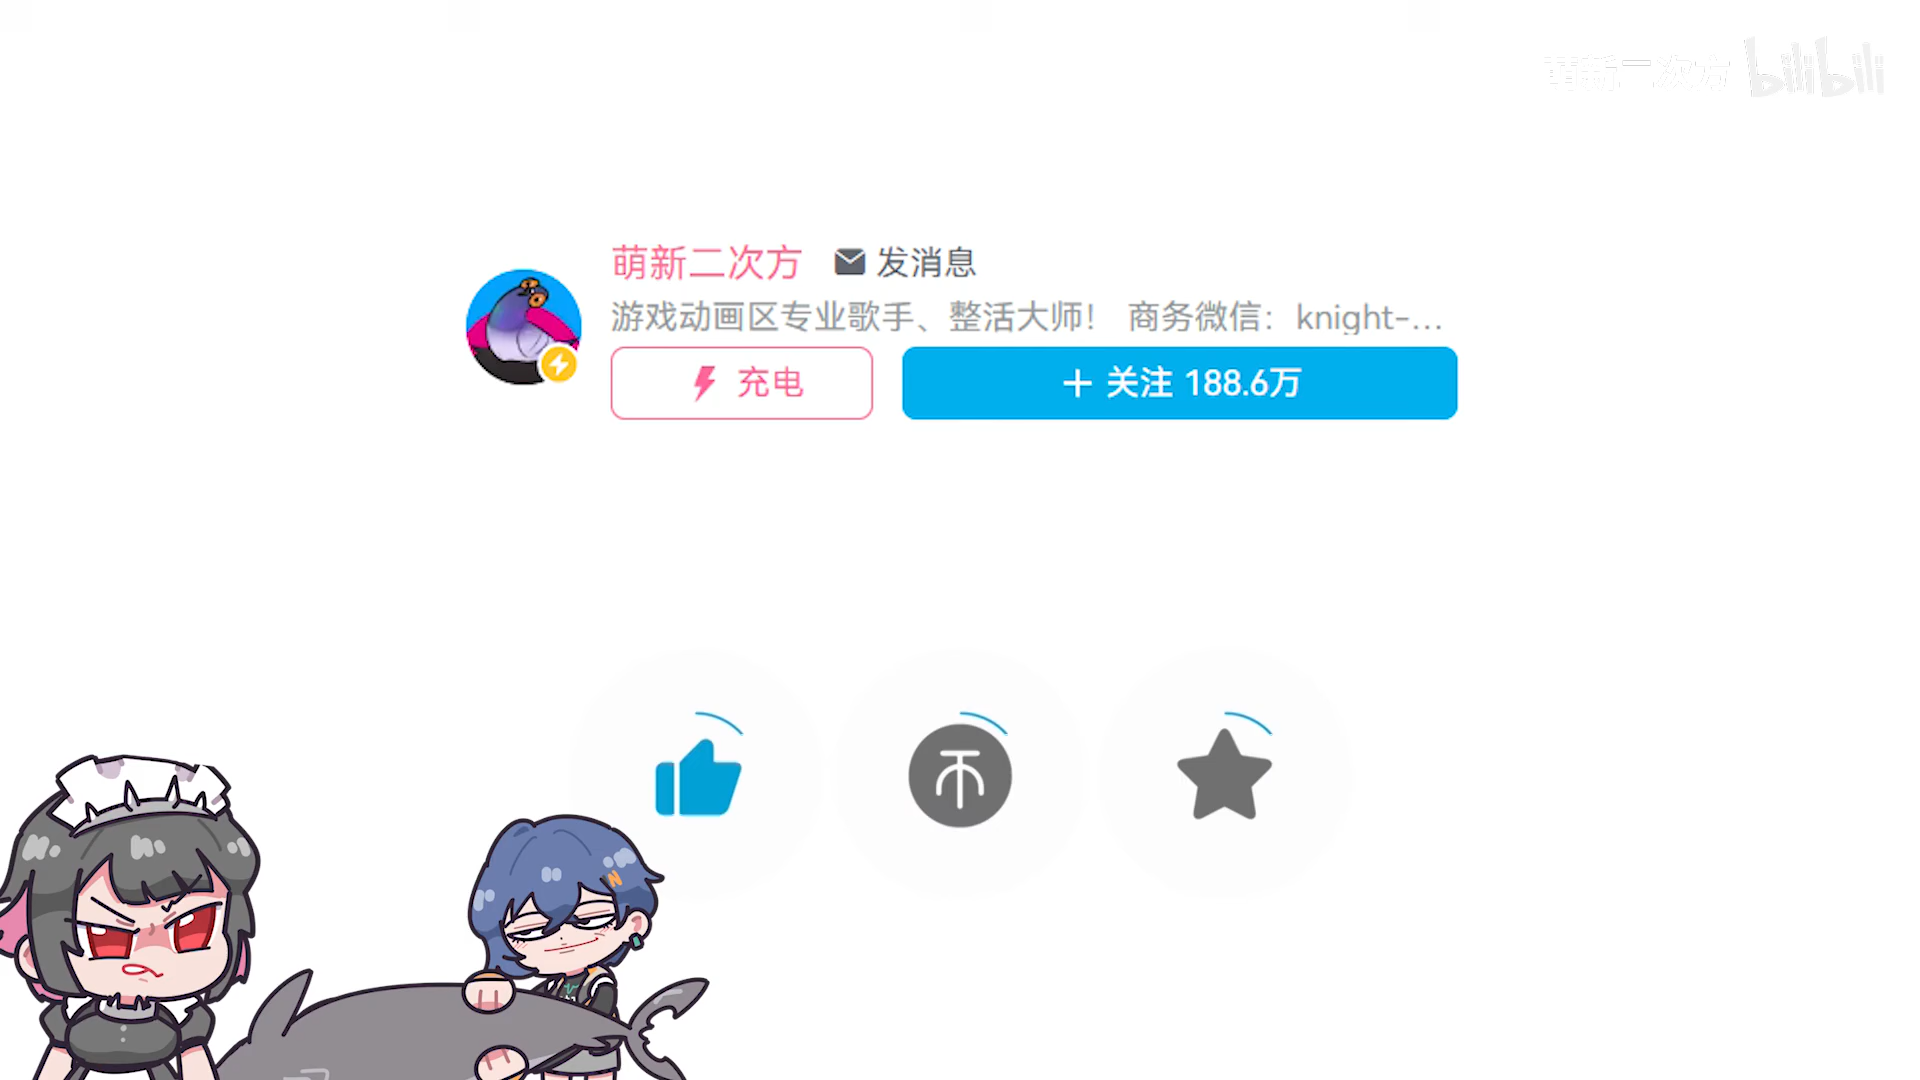 萌新二次方 bilibili
萌新二次方 发消息
游戏动画区专业歌手、整活大师! 商务微信: knight-...
充电
+ 关注 188.6万